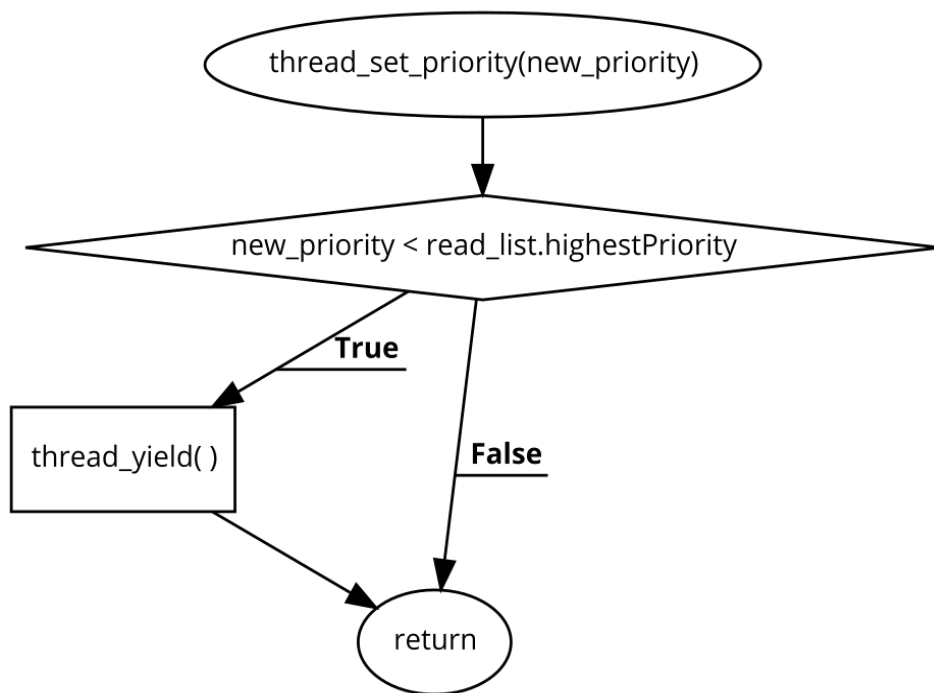 thread_set_priority(new_priority)
new_priority < read_list.highestPriority
True
thread_yield( )
False
return